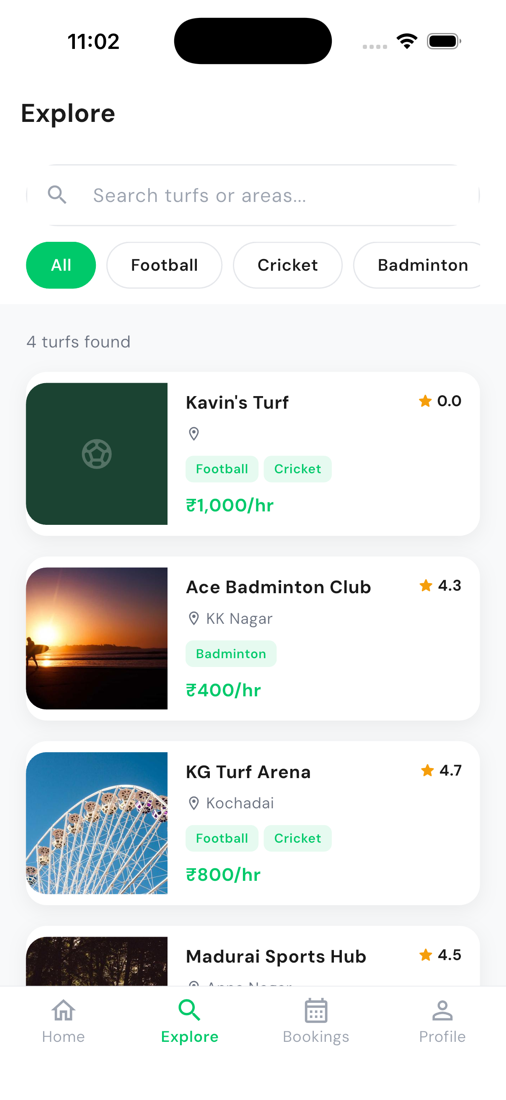 11:02
Explore
Search turfs or areas...
All Football Cricket Badminton
4 turfs found
Kavin's Turf 0.0
Football Cricket
₹1,000/hr
Ace Badminton Club 4.3
KK Nagar
Badminton
₹400/hr
KG Turf Arena 4.7
Kochadai
Football Cricket
₹800/hr
Madurai Sports Hub 4.5
Anna Nagar
Home Explore Bookings Profile